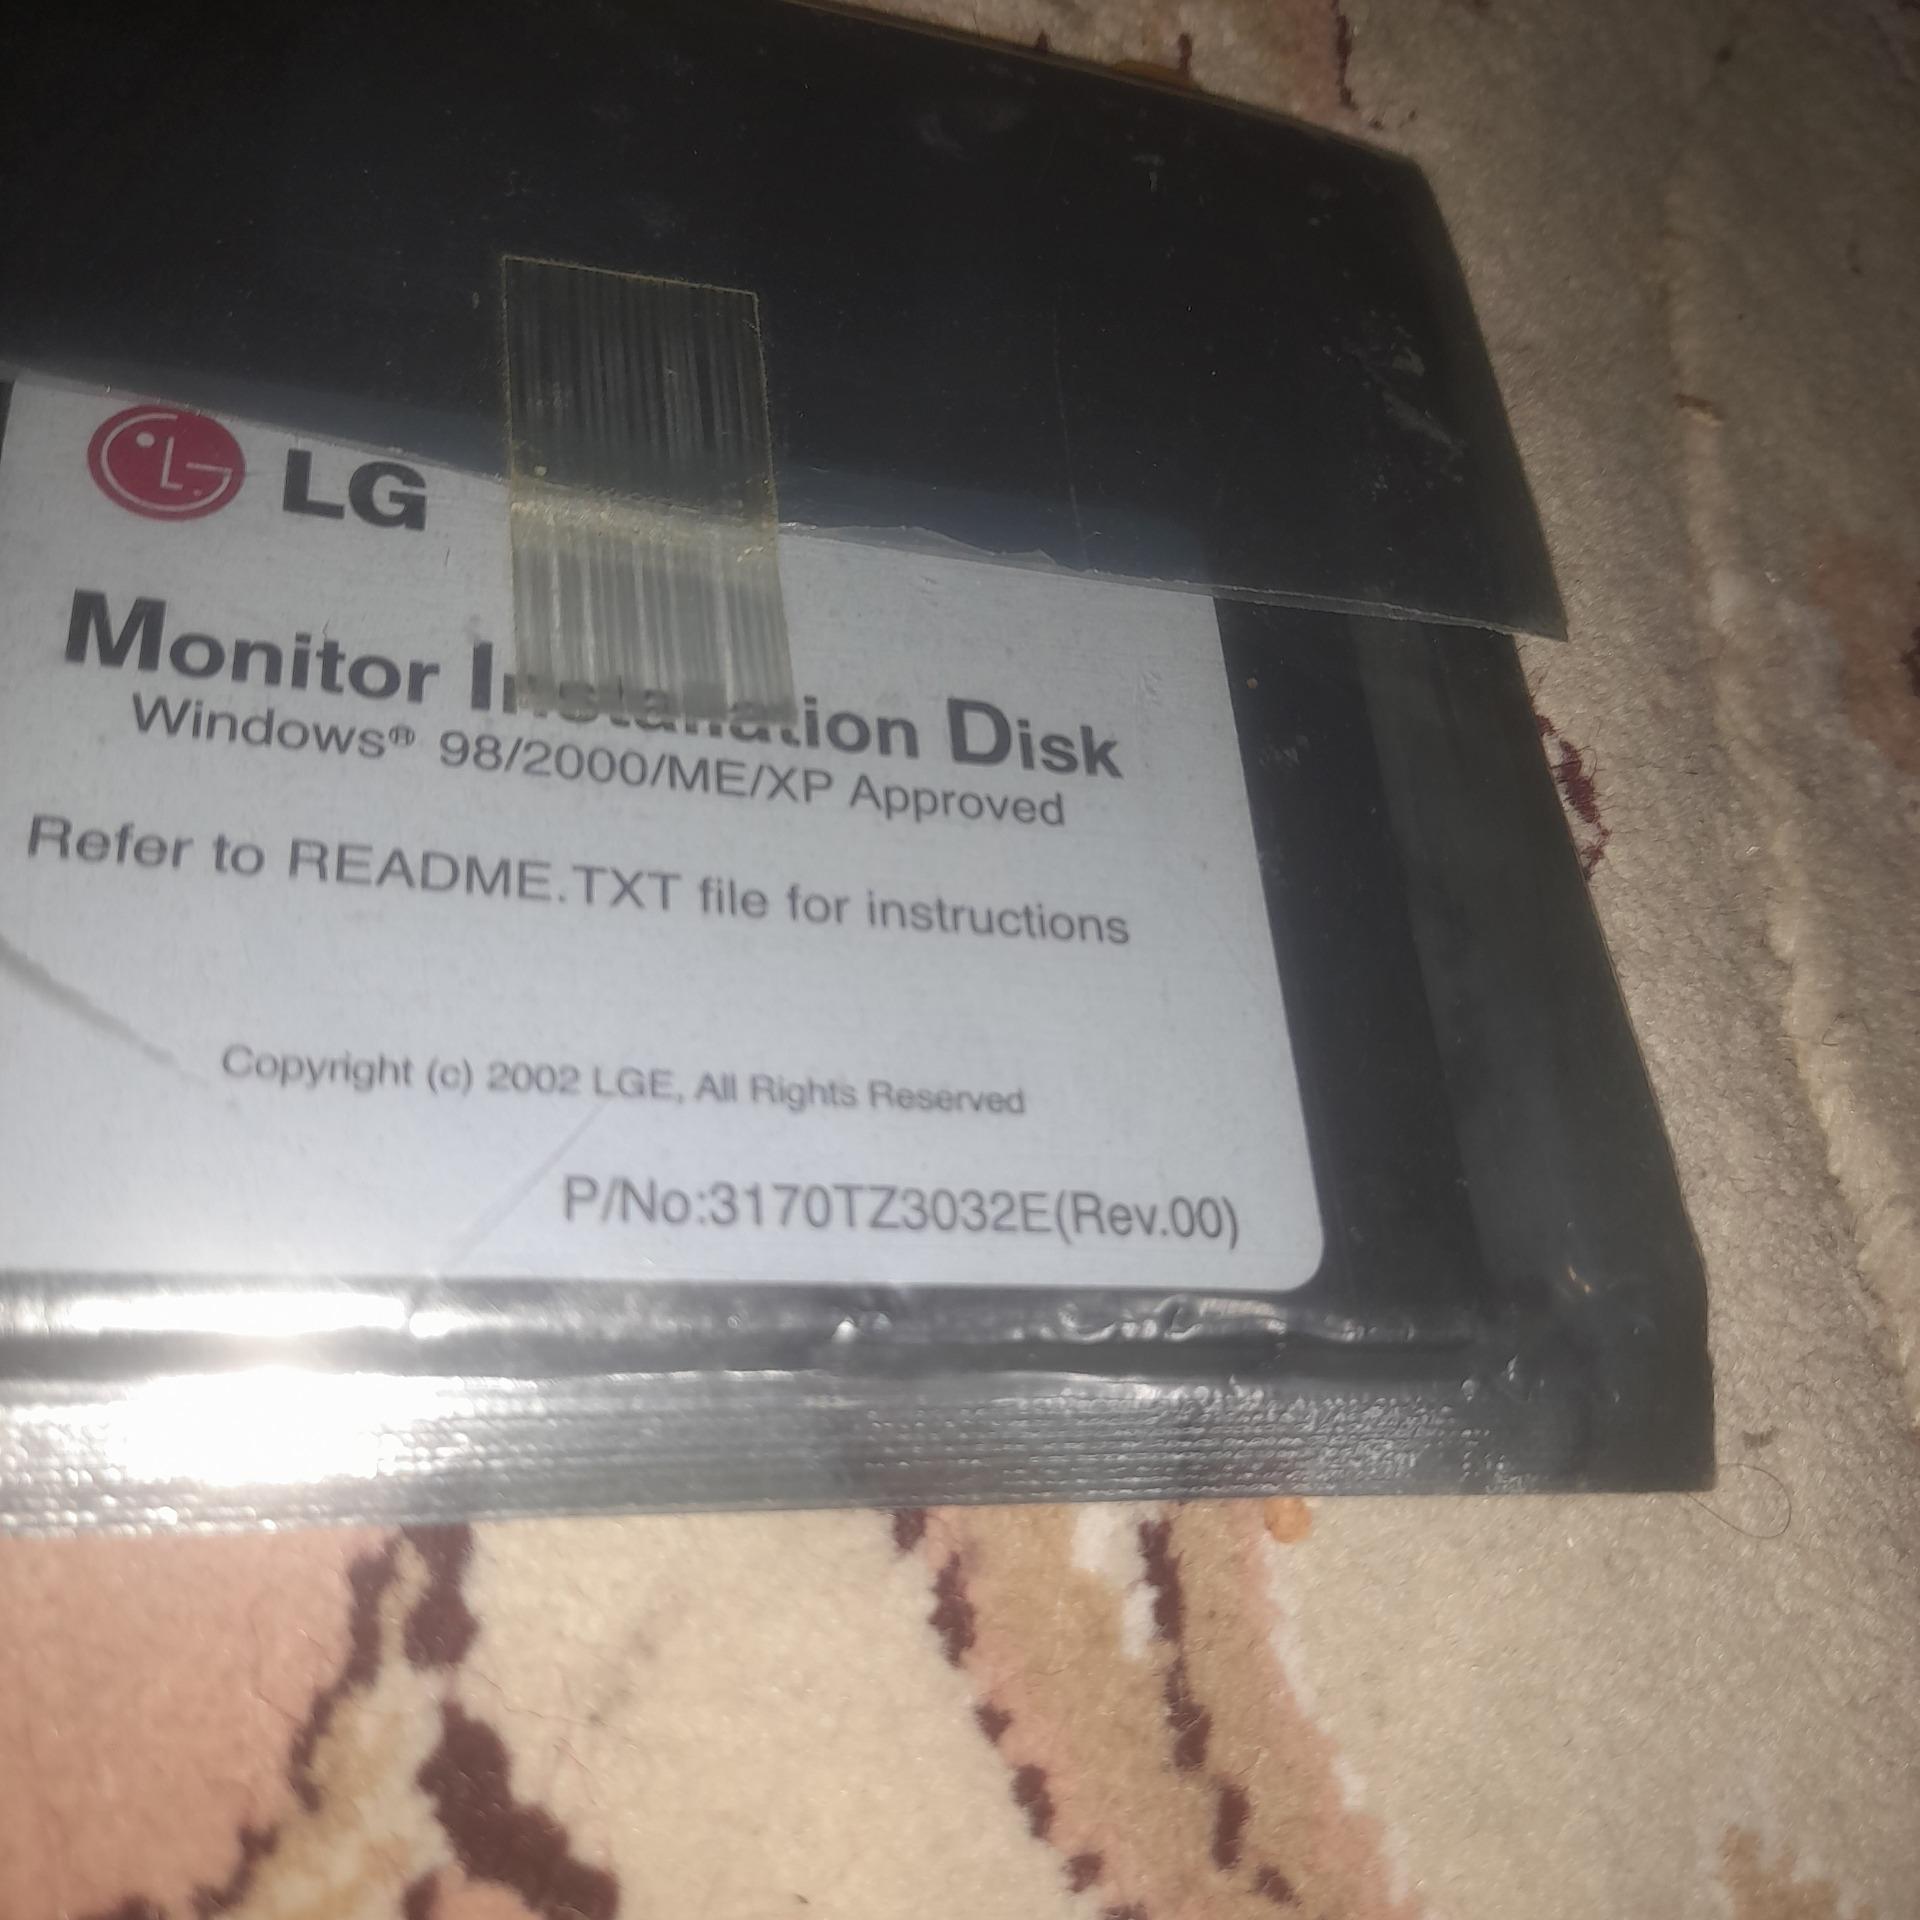 LG
Monitor Installation Disk
Windows® 98/2000/ME/XP Approved
Refer to README.TXT file for instructions
Copyright (c) 2002 LGE, All Rights Reserved
P/No:3170TZ3032E(Rev.00)